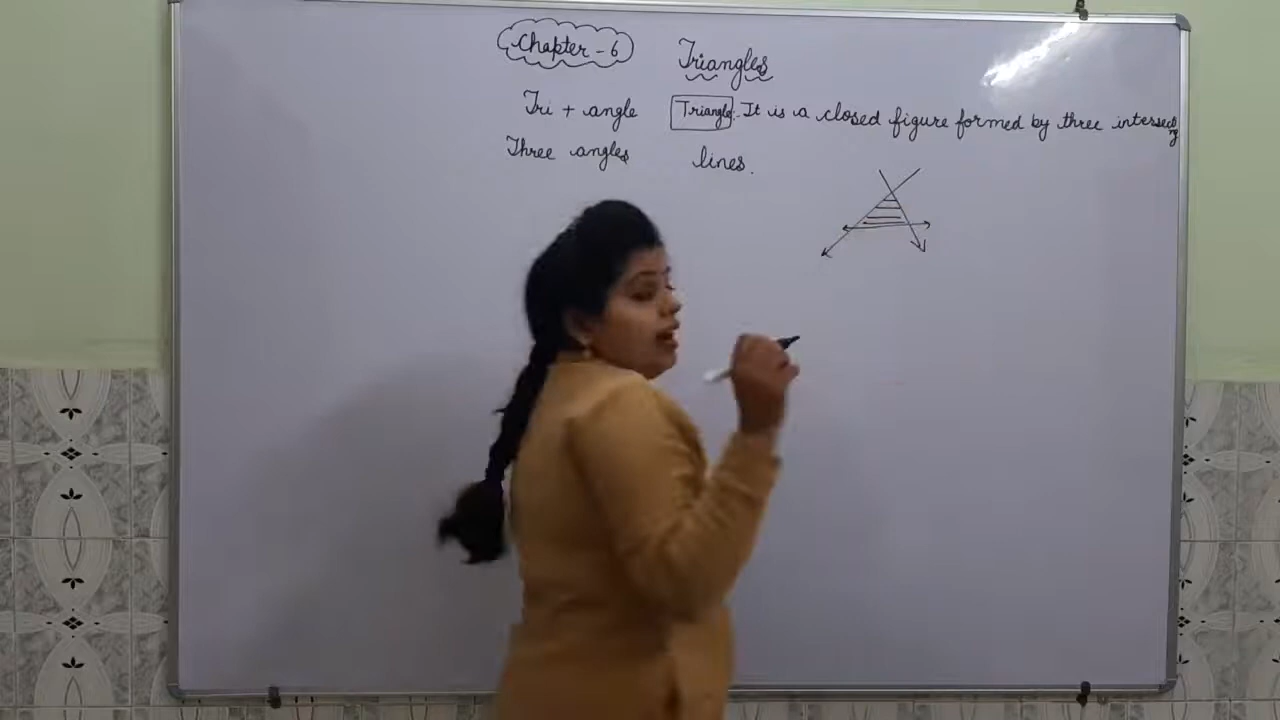 Chapter - 6 Triangles
Tri + angle Triangle:- It is a closed figure formed by three intersecting
Three angles lines.